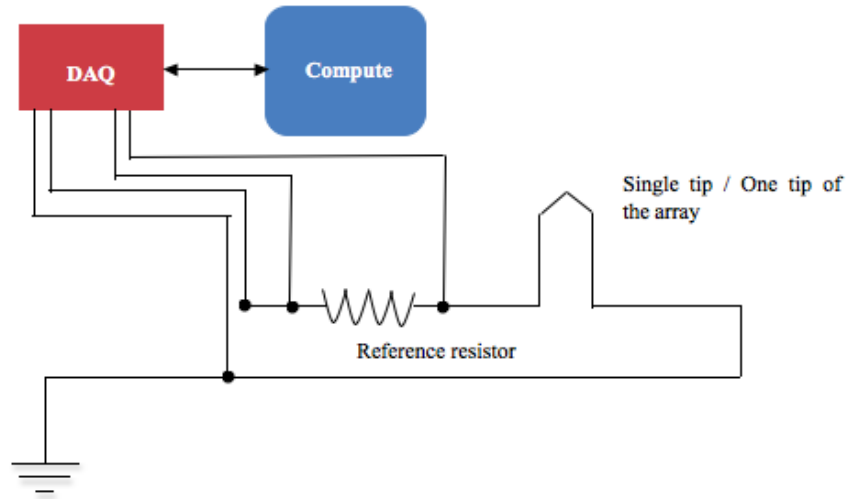 DAQ
Compute
Single tip / One tip of
the array
Reference resistor